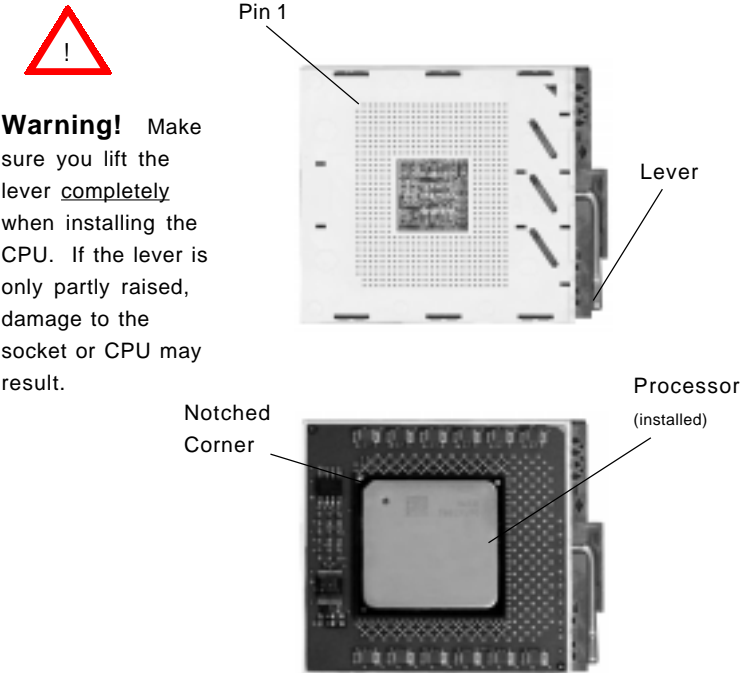 Pin 1
!
Warning! Make
sure you lift the
lever completely
when installing the
CPU. If the lever is
only partly raised,
damage to the
socket or CPU may
result.
Lever
Processor
(installed)
Notched
Corner